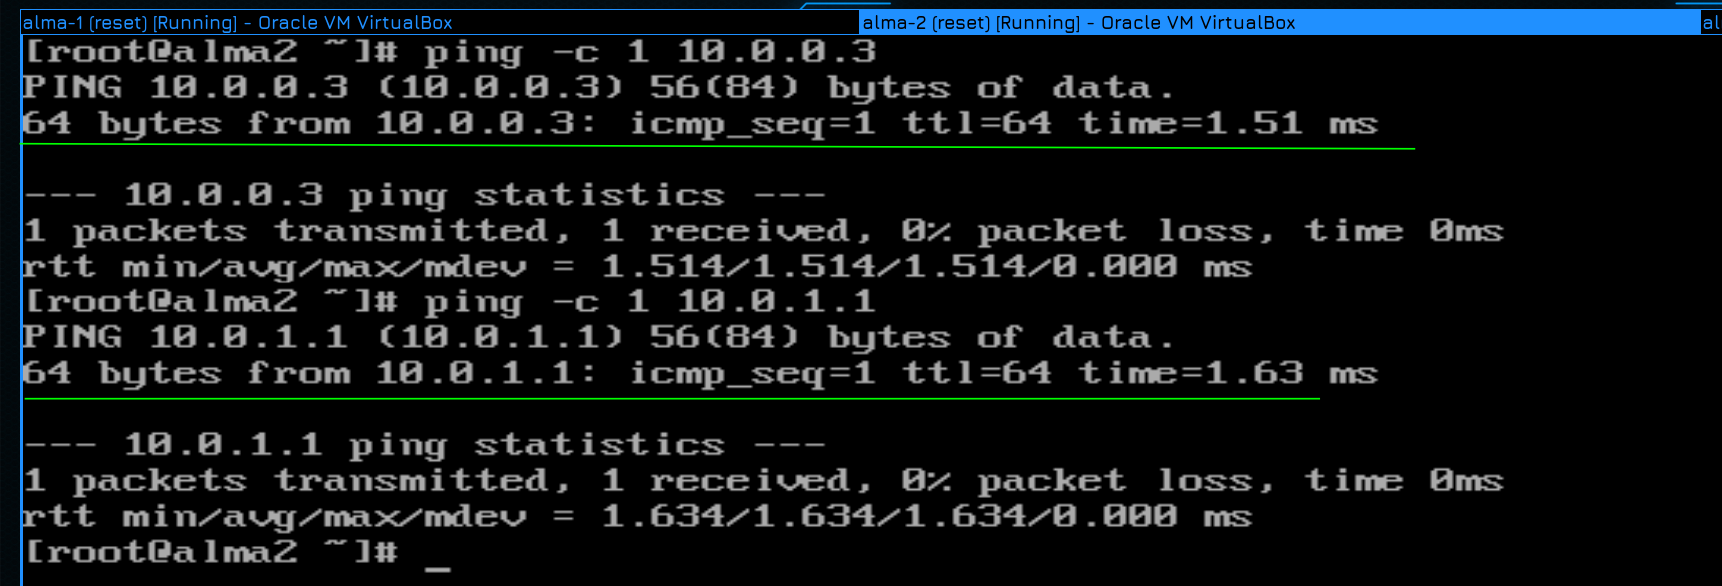 alma-1 (reset) [Running] - Oracle VM VirtualBox
alma-2 (reset) [Running] - Oracle VM VirtualBox
al
[root@alma2 ~]# ping -c 1 10.0.0.3
PING 10.0.0.3 (10.0.0.3) 56(84) bytes of data.
64 bytes from 10.0.0.3: icmp_seq=1 ttl=64 time=1.51 ms
--- 10.0.0.3 ping statistics ---
1 packets transmitted, 1 received, 0% packet loss, time 0ms
rtt min/avg/max/mdev = 1.514/1.514/1.514/0.000 ms
[root@alma2 ~]# ping -c 1 10.0.1.1
PING 10.0.1.1 (10.0.1.1) 56(84) bytes of data.
64 bytes from 10.0.1.1: icmp_seq=1 ttl=64 time=1.63 ms
--- 10.0.1.1 ping statistics ---
1 packets transmitted, 1 received, 0% packet loss, time 0ms
rtt min/avg/max/mdev = 1.634/1.634/1.634/0.000 ms
[root@alma2 ~]# _